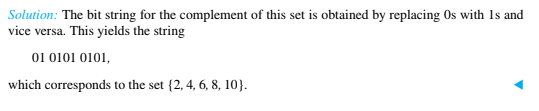 Solution: The bit string for the complement of this set is obtained by replacing 0s with 1s and
vice versa. This yields the string
01 0101 0101,
which corresponds to the set {2, 4, 6, 8, 10}.